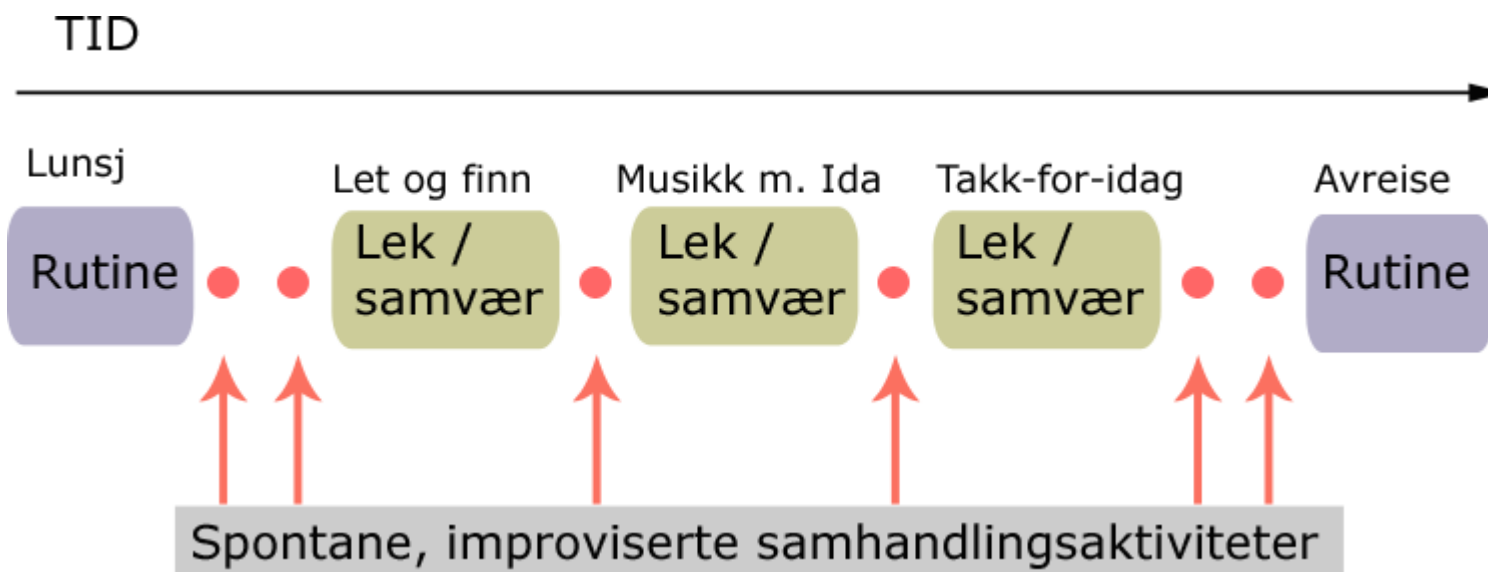 TID
Lunsj
Let og finn
Musikk m. Ida
Takk-for-idag
Avreise
Rutine
Lek /
samvær
Lek /
samvær
Lek /
samvær
Rutine
Spontane, improviserte samhandlingsaktiviteter